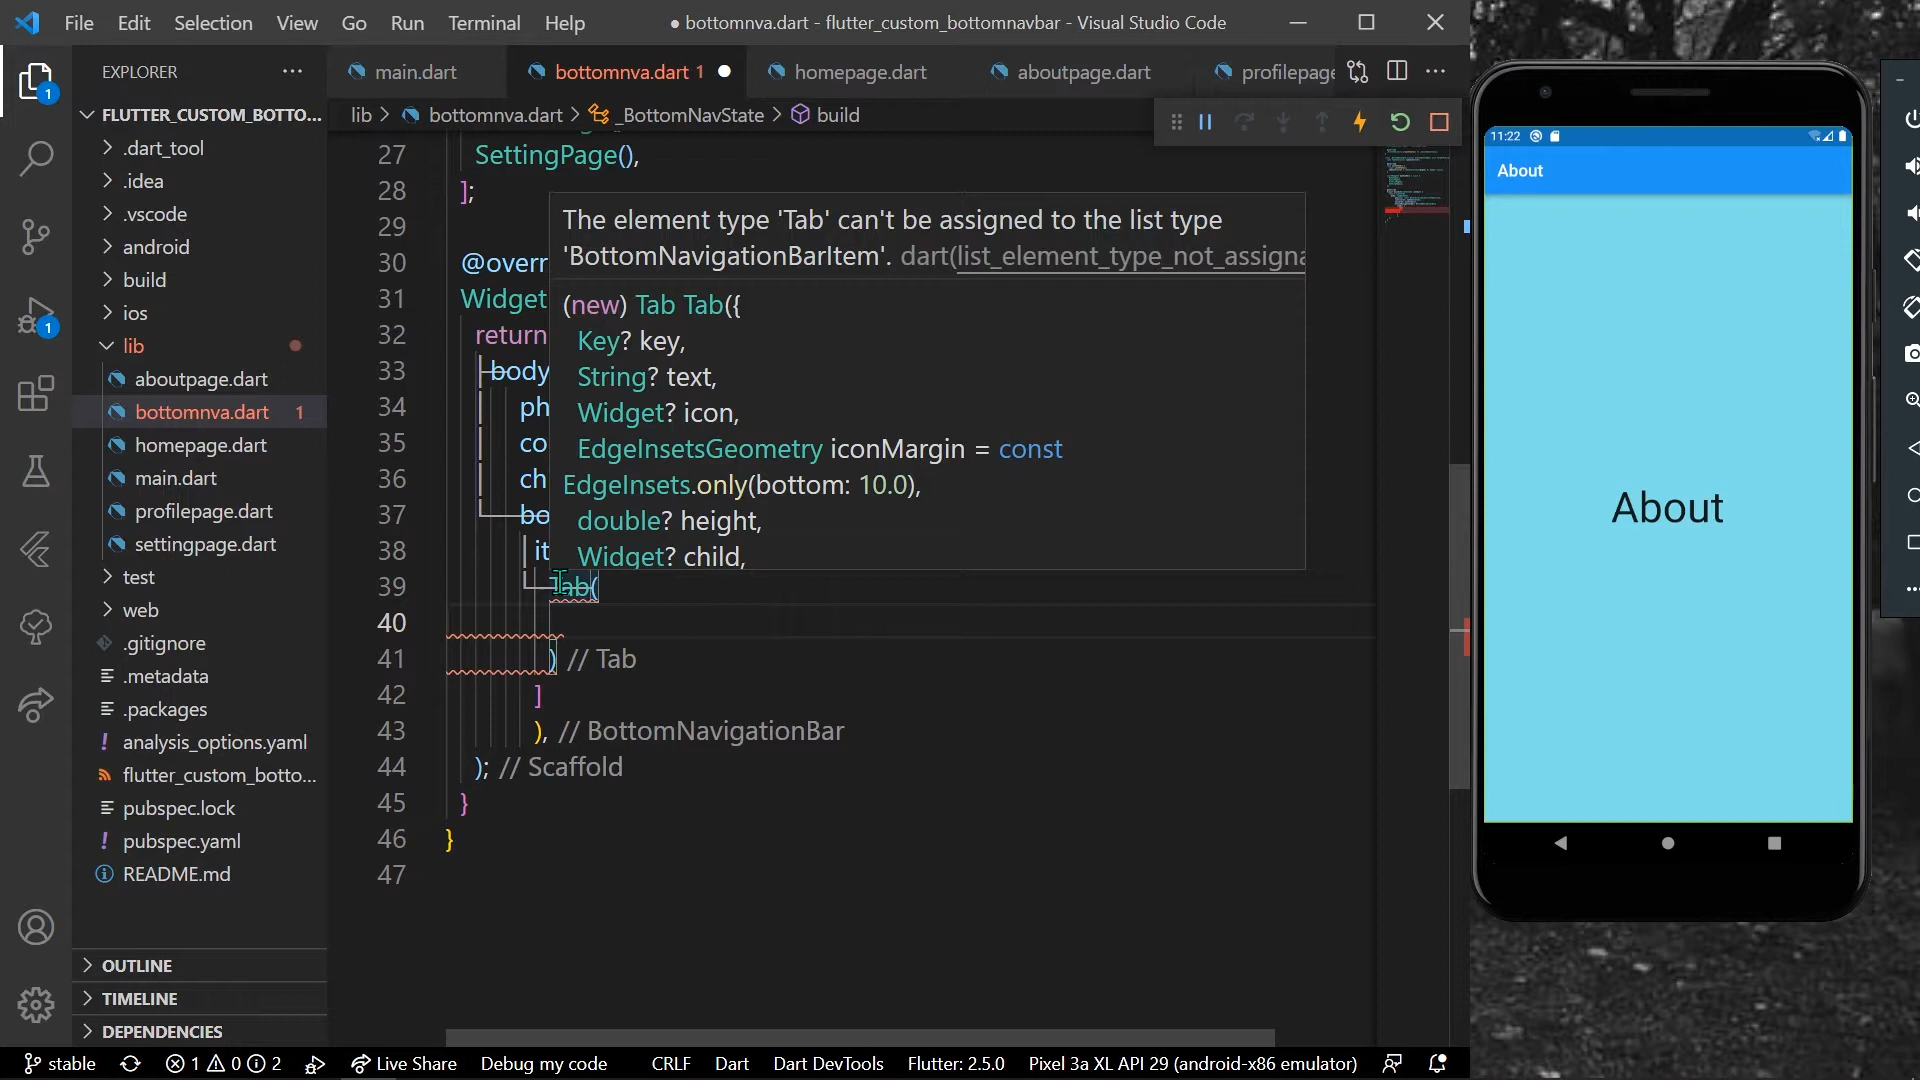 File Edit Selection View Go Run Terminal Help
● bottomnva.dart - flutter_custom_bottomnavbar - Visual Studio Code
EXPLORER
main.dart
bottomnva.dart 1
homepage.dart
aboutpage.dart
profilepage
lib > bottomnva.dart > _BottomNavState > build
1
FLUTTER_CUSTOM_BOTTO...
.dart_tool
.idea
.vscode
android
build
ios
1
lib
aboutpage.dart
bottomnva.dart 1
homepage.dart
main.dart
profilepage.dart
settingpage.dart
test
web
.gitignore
.metadata
.packages
analysis_options.yaml
flutter_custom_botto...
pubspec.lock
pubspec.yaml
README.md
OUTLINE
TIMELINE
DEPENDENCIES
27 SettingPage(),
28 ];
29
30 @overr
31 Widget
32 return
33 body
34 ph
35 co
36 ch
37 bo
38 it
39 Tab(
40
41 ) // Tab
42 ]
43 ), // BottomNavigationBar
44 ); // Scaffold
45 }
46 }
47
The element type 'Tab' can't be assigned to the list type
'BottomNavigationBarItem'. dart(list_element_type_not_assigna
(new) Tab Tab({
Key? key,
String? text,
Widget? icon,
EdgeInsetsGeometry iconMargin = const
EdgeInsets.only(bottom: 10.0),
double? height,
Widget? child,
11:22
About
About
stable
1 0 2
Live Share
Debug my code
CRLF
Dart
Dart DevTools
Flutter: 2.5.0
Pixel 3a XL API 29 (android-x86 emulator)